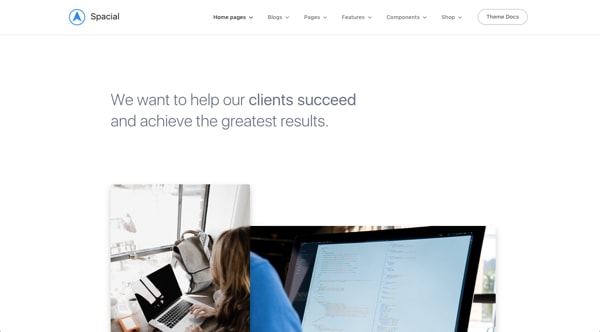 Spacial
Home pages Blogs Pages Features Components Shop Theme Docs
We want to help our clients succeed
and achieve the greatest results.